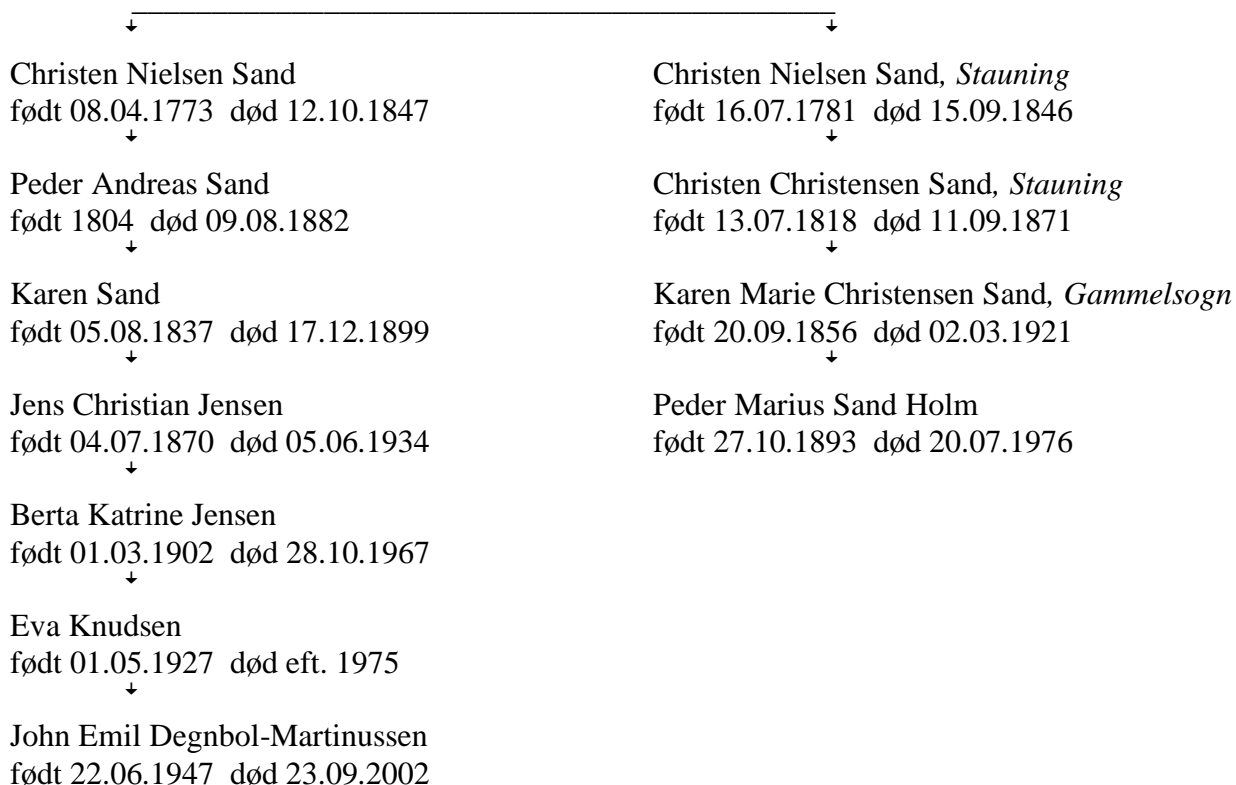 Christen Nielsen Sand
født 08.04.1773 død 12.10.1847
Peder Andreas Sand
født 1804 død 09.08.1882
Karen Sand
født 05.08.1837 død 17.12.1899
Jens Christian Jensen
født 04.07.1870 død 05.06.1934
Berta Katrine Jensen
født 01.03.1902 død 28.10.1967
Eva Knudsen
født 01.05.1927 død eft. 1975
John Emil Degnbol-Martinussen
født 22.06.1947 død 23.09.2002
Christen Nielsen Sand, Stauning
født 16.07.1781 død 15.09.1846
Christen Christensen Sand, Stauning
født 13.07.1818 død 11.09.1871
Karen Marie Christensen Sand, Gammelsogn
født 20.09.1856 død 02.03.1921
Peder Marius Sand Holm
født 27.10.1893 død 20.07.1976